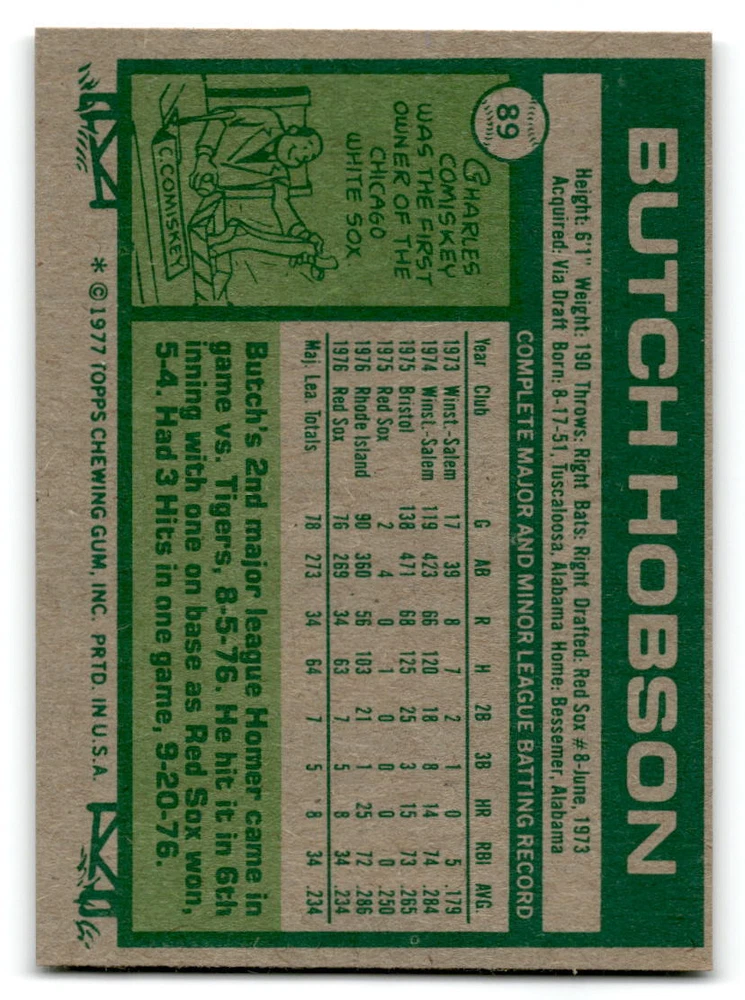 89
BUTCH HOBSON
Height: 6'1" Weight: 190 Throws: Right Bats: Right Drafted: Red Sox #8-June, 1973
Acquired: Via Draft Born: 8-17-51, Tuscaloosa, Alabama Home: Bessemer, Alabama
COMPLETE MAJOR AND MINOR LEAGUE BATTING RECORD
CHARLES
COMISKEY
WAS THE FIRST
OWNER OF THE
CHICAGO
WHITE SOX
C. COMISKEY
Year Club G AB R H 2B 3B HR RBI AVG.
1973 Winst.-Salem 17 39 8 7 2 1 0 5 .179
1974 Winst.-Salem 119 423 66 120 18 8 14 74 .284
1975 Bristol 138 471 68 125 25 3 15 73 .265
1975 Red Sox 2 4 0 1 0 0 0 0 .250
1976 Rhode Island 90 360 56 103 21 1 25 72 .286
1976 Red Sox 76 269 34 63 7 5 8 34 .234
Maj. Lea Totals 78 273 34 64 7 5 8 34 .234
Butch's 2nd major league Homer came in
game vs. Tigers, 8-5-76. He hit it in 6th
inning with one on base as Red Sox won,
5-4. Had 3 Hits in one game, 9-20-76.
* © 1977 TOPPS CHEWING GUM, INC. PRTD. IN U.S.A.